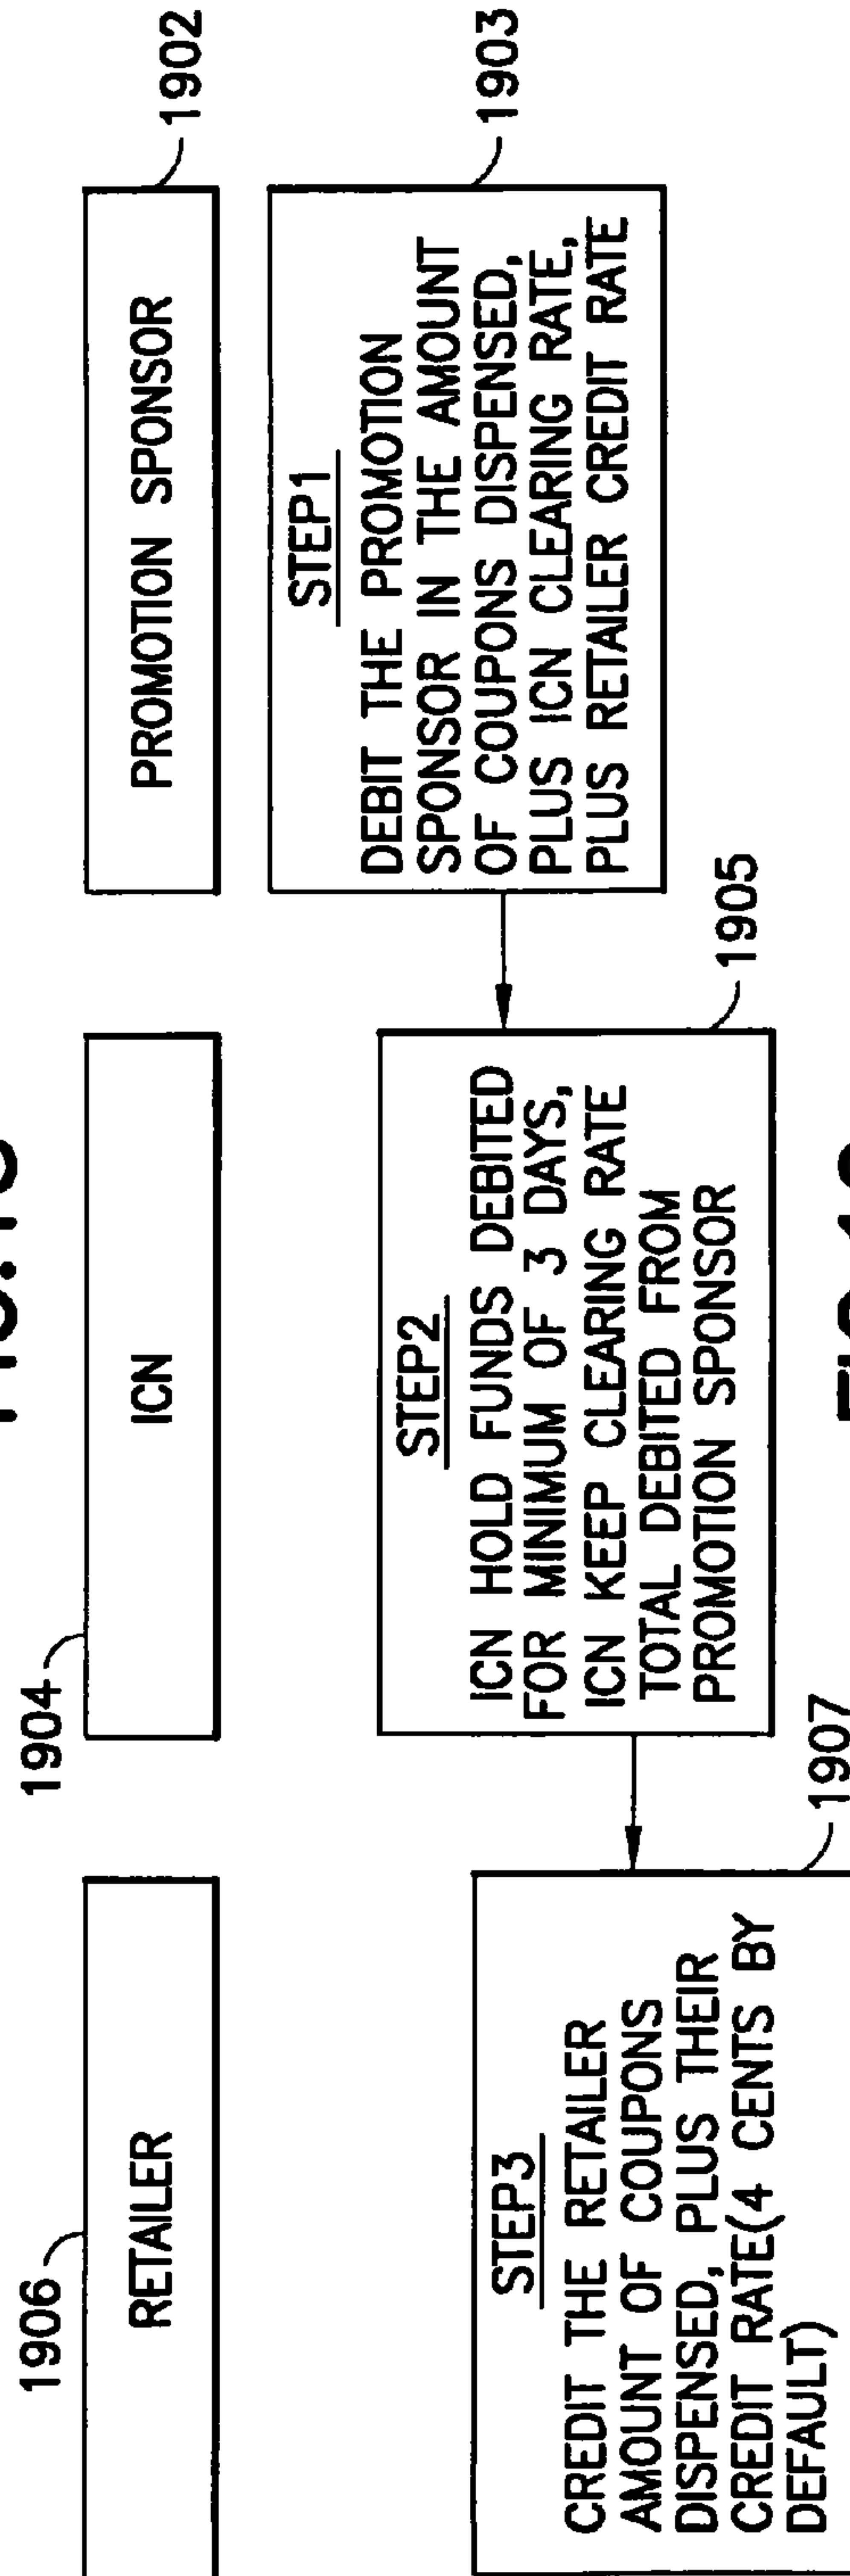 1906
1904
RETAILER
ICN
PROMOTION SPONSOR
1902
STEP1
DEBIT THE PROMOTION
SPONSOR IN THE AMOUNT
OF COUPONS DISPENSED,
PLUS ICN CLEARING RATE,
PLUS RETAILER CREDIT RATE
1903
STEP2
ICN HOLD FUNDS DEBITED
FOR MINIMUM OF 3 DAYS,
ICN KEEP CLEARING RATE
TOTAL DEBITED FROM
PROMOTION SPONSOR
1905
STEP3
CREDIT THE RETAILER
AMOUNT OF COUPONS
DISPENSED, PLUS THEIR
CREDIT RATE(4 CENTS BY
DEFAULT)
1907